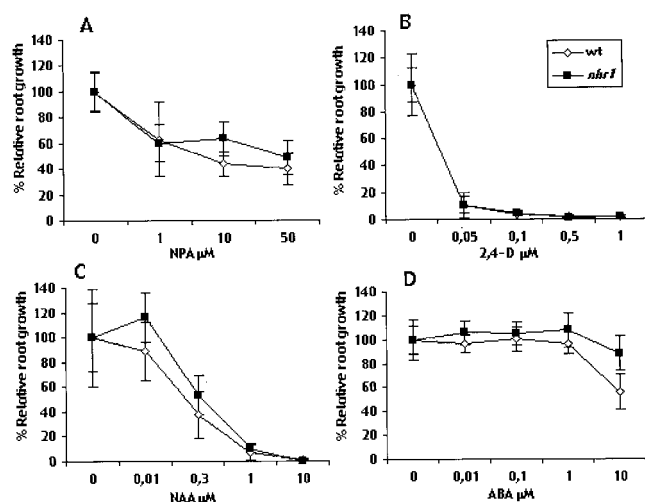 A
% Relative root growth
140
120
100
80
60
40
20
0
0 1 10 50
NPA µM
B
wt
nhr1
% Relative root growth
140
120
100
80
60
40
20
0
0 0,05 0,1 0,5 1
2,4-D µM
C
% Relative root growth
140
120
100
80
60
40
20
0
0 0,01 0,3 1 10
NAA µM
D
% Relative root growth
140
120
100
80
60
40
20
0
0 0,01 0,1 1 10
ABA µM